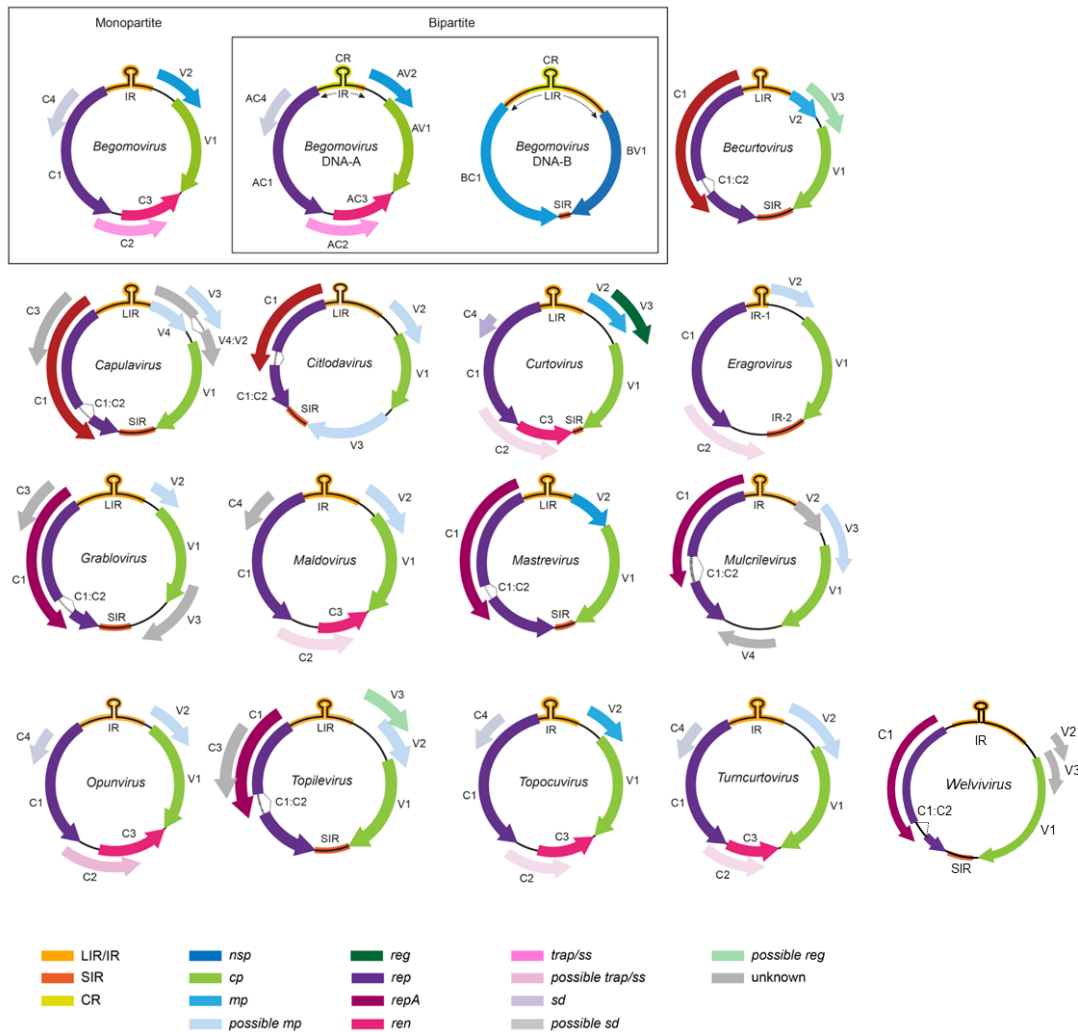 Monopartite
Bipartite
CR
CR
V2
AV2
IR
IR
LIR
C4
AC4
C1
V3
LIR
V2
Begomovirus
Begomovirus
DNA-A
Begomovirus
DNA-B
Becurtovirus
V1
AV1
BV1
C1
AC1
BC1
C1:C2
V1
C3
AC3
SIR
SIR
C2
AC2
C3
V3
LIR
V4
V4:V2
Capulavirus
C1
V1
C1:C2
SIR
C1
V2
LIR
Citlodavirus
V1
C1:C2
SIR
V3
V2
V3
LIR
C4
Curtovirus
C1
V1
C3
SIR
C2
V2
IR-1
C1
Eragrovirus
V1
IR-2
C2
C3
V2
LIR
Grablovirus
V1
C1
C1:C2
SIR
V3
C4
V2
IR
Maldovirus
C1
V1
C3
C2
C1
V2
LIR
Mastrevirus
V1
C1:C2
SIR
C1
V2
IR
V3
Mulcrilevirus
C1:C2
V1
V4
V2
IR
C4
Opunvirus
C1
V1
C3
C2
C1
V3
LIR
C3
V2
Topilevirus
C1:C2
V1
SIR
C4
V2
IR
Topocuvirus
C1
V1
C3
C2
C4
V2
IR
Turncurtovirus
C1
V1
C3
C2
C1
IR
V2
V3
Welvivirus
C1:C2
V1
SIR
LIR/IR
nsp
reg
trap/ss
possible reg
SIR
cp
rep
possible trap/ss
unknown
CR
mp
repA
sd
possible mp
ren
possible sd